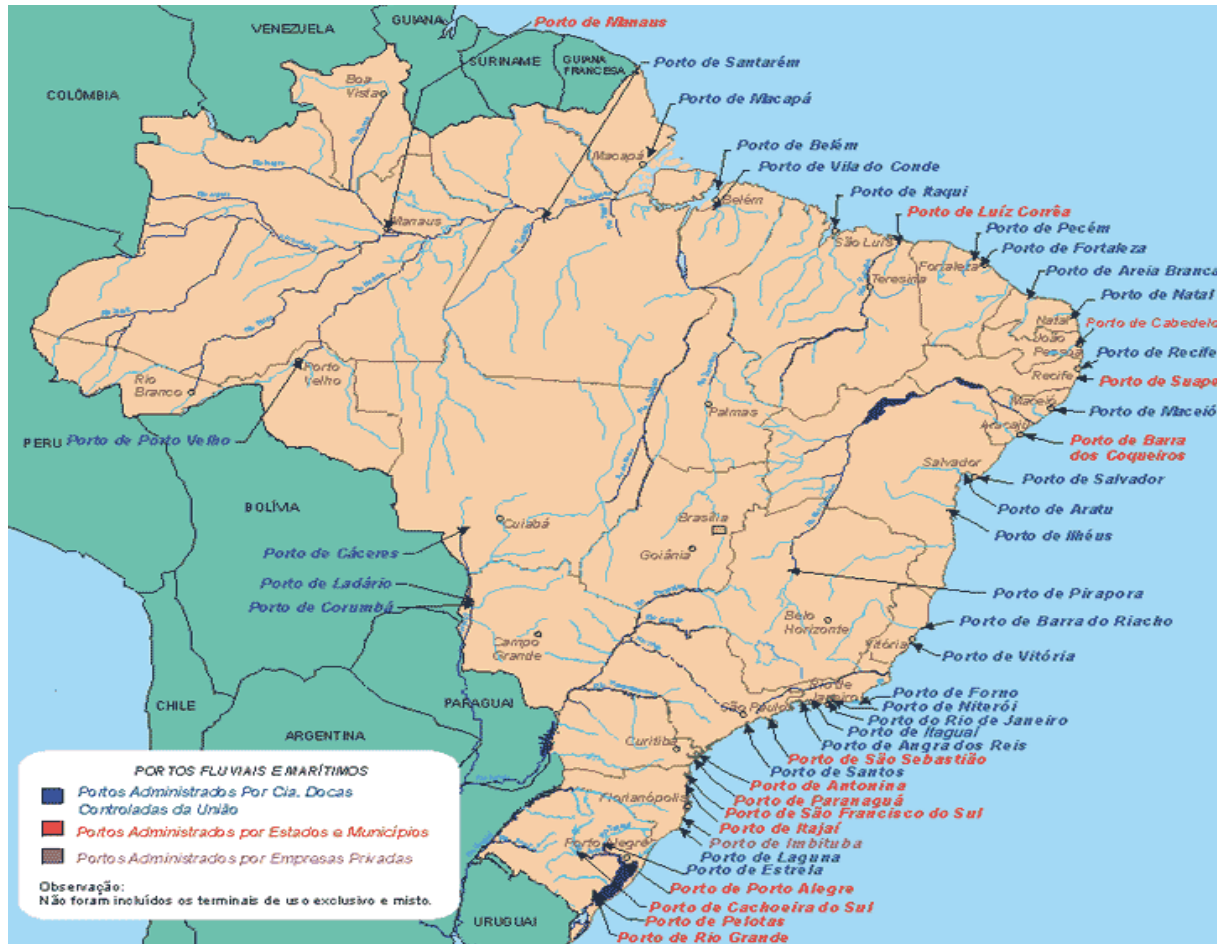 Porto de Manaus
GUIANA
VENEZUELA
SURINAME
GUIANA
FRANCESA
Porto de Santarém
COLÔMBIA
Boa
Vista
Porto de Macapá
Macapá
Porto de Belém
Porto de Vila do Conde
Belém
Porto de Itaqui
Manaus
São Luís
Porto de Luíz Corrêa
Porto de Pecém
Porto de Fortaleza
Fortaleza
Teresina
Porto de Areia Branca
Porto de Natal
Natal
Porto de Cabedelo
João
Pessoa
Porto de Recife
Recife
Porto de Suape
Porto
Velho
Rio
Branco
Palmas
Maceió
Porto de Maceió
Aracaju
PERU
Porto de Porto Velho
Porto de Barra
dos Coqueiros
Salvador
Porto de Salvador
BOLÍVIA
Porto de Aratu
Cuiabá
Brasília
Porto de Ilhéus
Goiânia
Porto de Cáceres
Porto de Ladário
Porto de Corumbá
Porto de Pirapora
Belo
Horizonte
Porto de Barra do Riacho
Campo
Grande
Vitória
Porto de Vitória
CHILE
PARAGUAI
Rio de
Janeiro
Porto de Forno
Porto de Niterói
São Paulo
Porto do Rio de Janeiro
Porto de Itaguaí
ARGENTINA
Curitiba
Porto de Angra dos Reis
Porto de São Sebastião
Porto de Santos
Porto de Antonina
Porto de Paranaguá
Florianópolis
Porto de São Francisco do Sul
Porto de Itajaí
Porto de Imbituba
Porto Alegre
Porto de Laguna
Porto de Estrela
Porto de Porto Alegre
Porto de Cachoeira do Sul
URUGUAI
Porto de Pelotas
Porto de Rio Grande
PORTOS FLUVIAIS E MARÍTIMOS
Portos Administrados Por Cia. Docas
Controladas da União
Portos Administrados por Estados e Municípios
Portos Administrados por Empresas Privadas
Observação:
Não foram incluídos os terminais de uso exclusivo e misto.